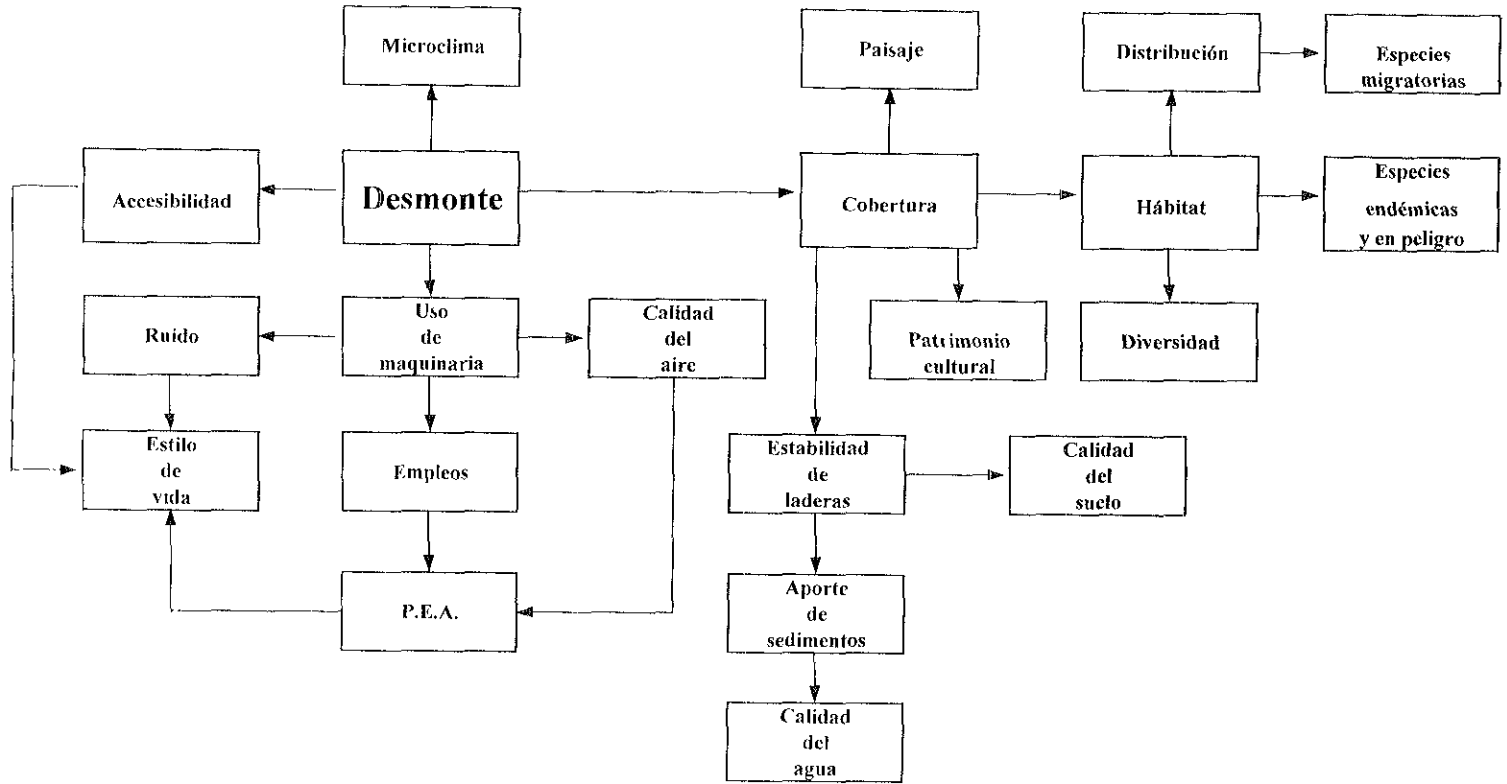 Microclima
Paisaje
Distribución
Especies
migratorias
Accesibilidad
Desmonte
Cobertura
Hábitat
Especies
endémicas
y en peligro
Ruído
Uso
de
maquinaria
Calidad
del
aire
Patrimonio
cultural
Diversidad
Estilo
de
vida
Empleos
Estabilidad
de
laderas
Calidad
del
suelo
P.E.A.
Aporte
de
sedimentos
Calidad
del
agua